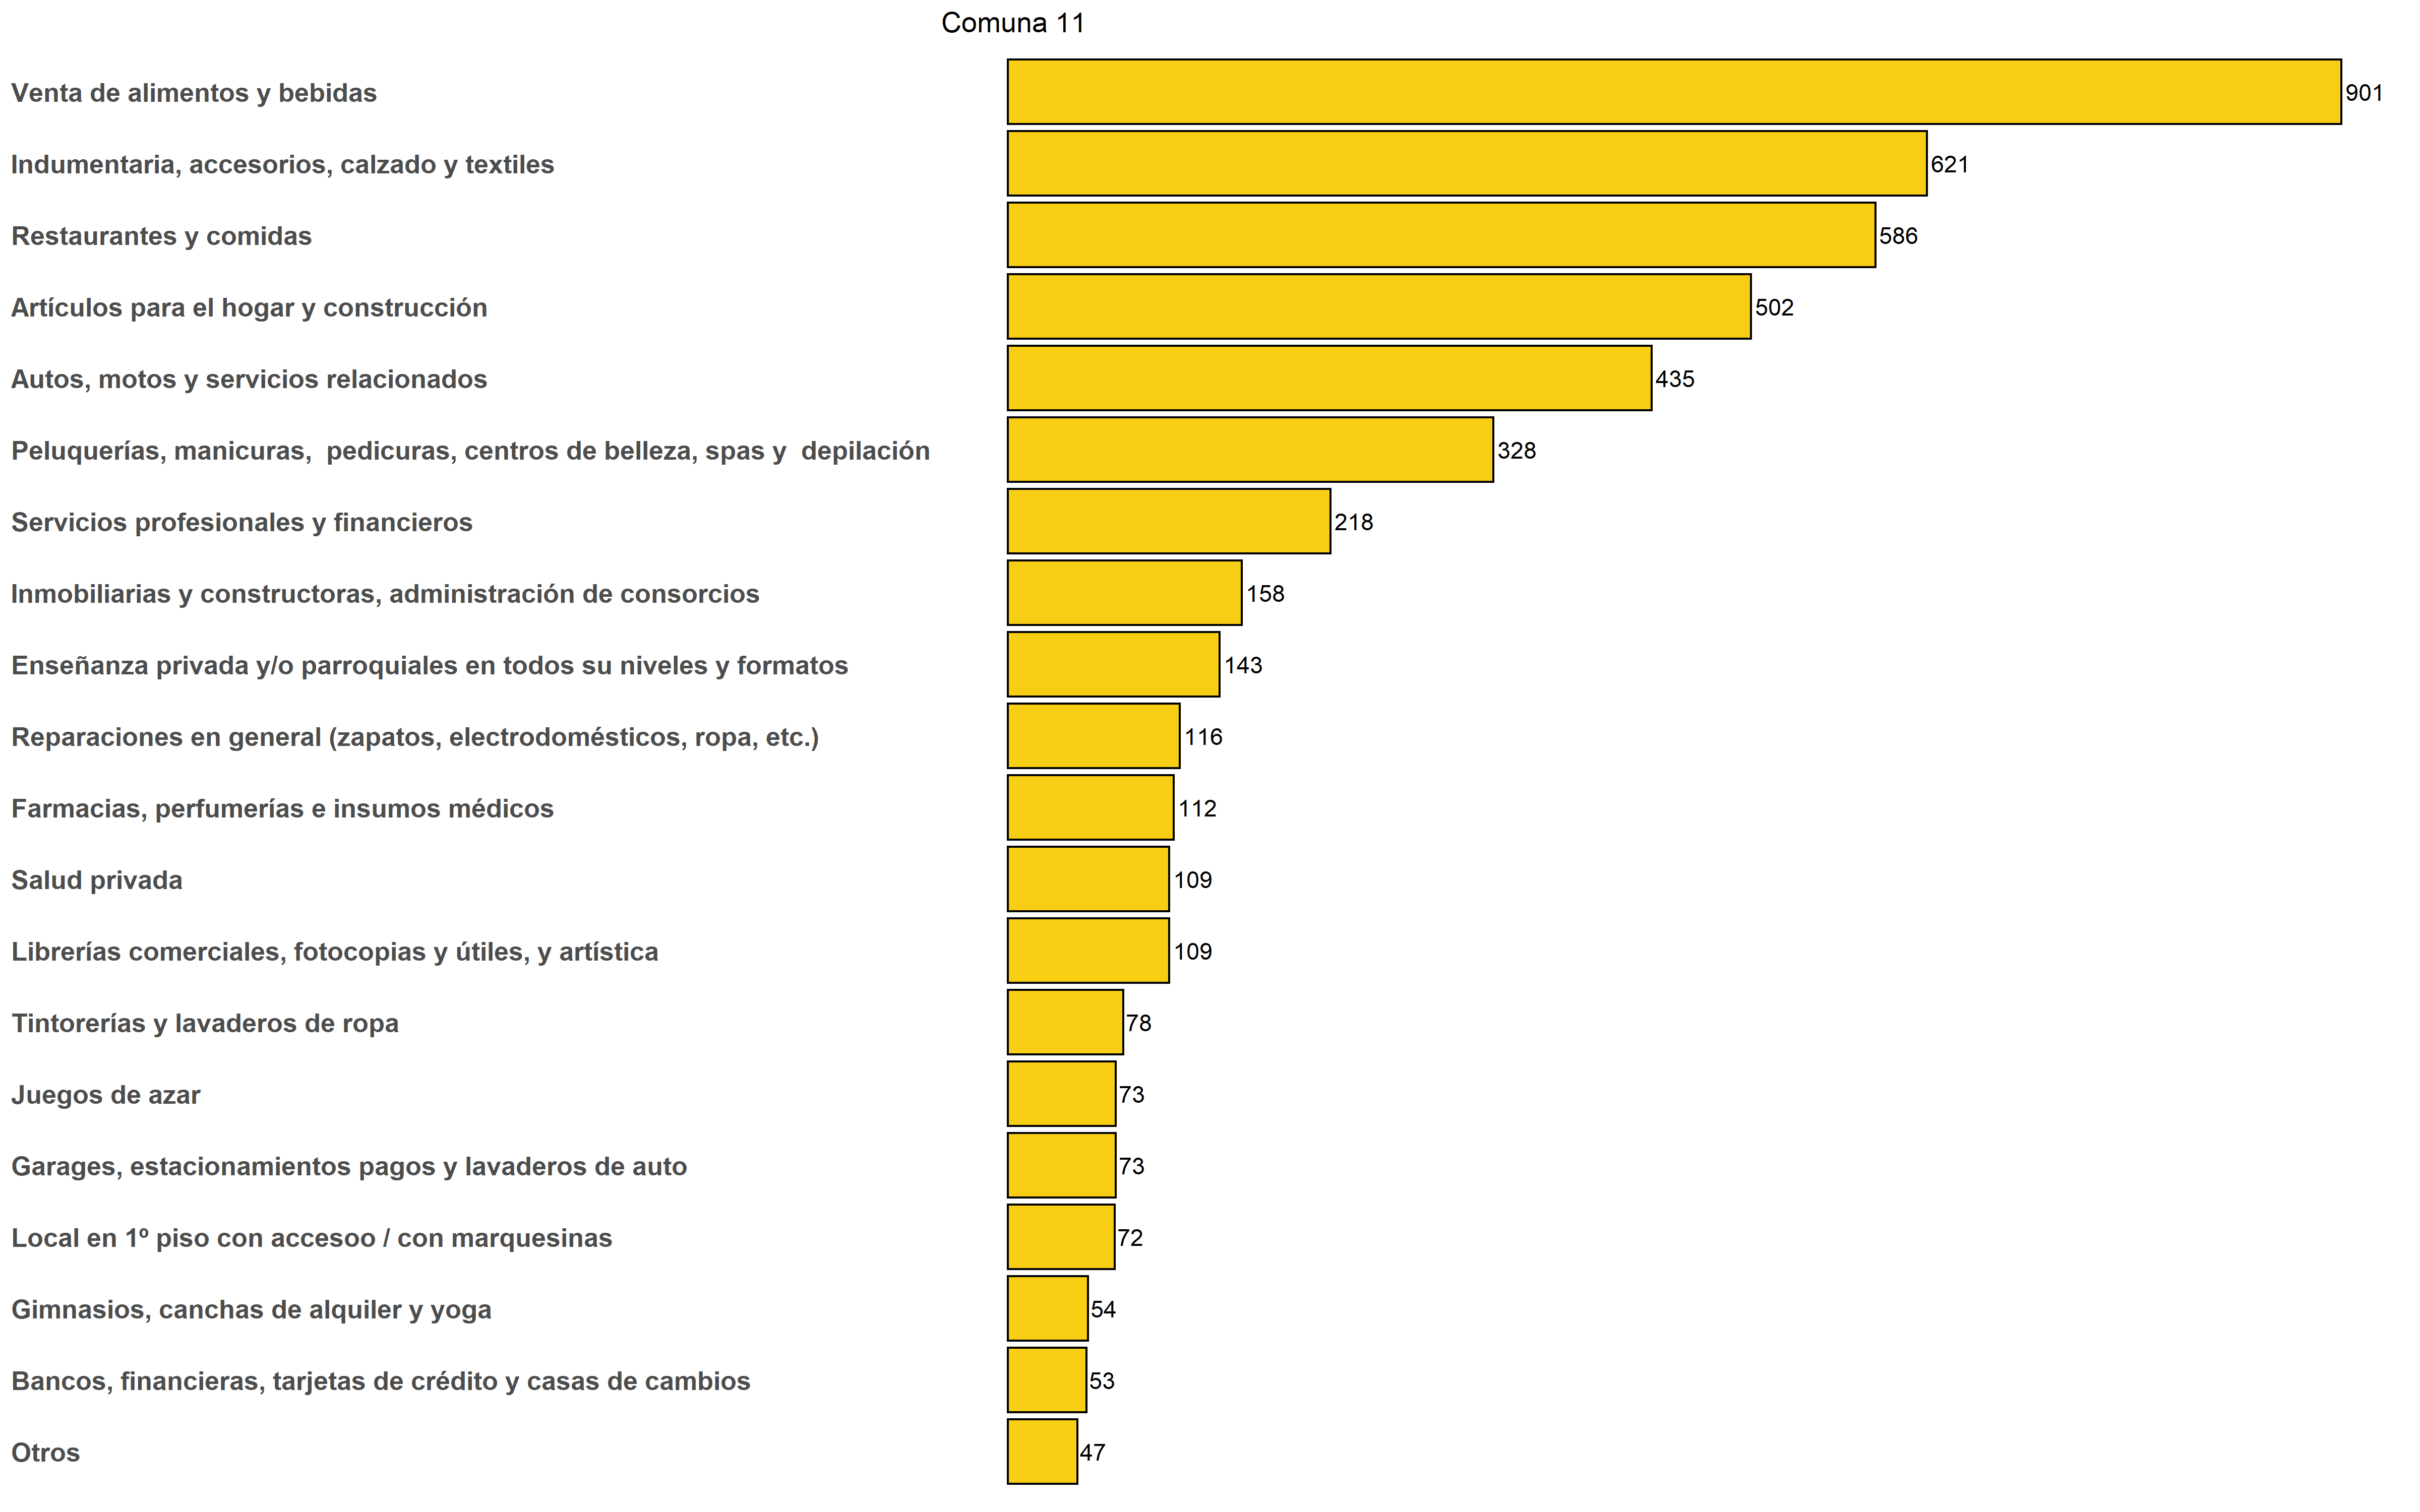 Comuna 11
Venta de alimentos y bebidas 901
Indumentaria, accesorios, calzado y textiles 621
Restaurantes y comidas 586
Artículos para el hogar y construcción 502
Autos, motos y servicios relacionados 435
Peluquerías, manicuras,  pedicuras, centros de belleza, spas y  depilación 328
Servicios profesionales y financieros 218
Inmobiliarias y constructoras, administración de consorcios 158
Enseñanza privada y/o parroquiales en todos su niveles y formatos 143
Reparaciones en general (zapatos, electrodomésticos, ropa, etc.) 116
Farmacias, perfumerías e insumos médicos 112
Salud privada 109
Librerías comerciales, fotocopias y útiles, y artística 109
Tintorerías y lavaderos de ropa 78
Juegos de azar 73
Garages, estacionamientos pagos y lavaderos de auto 73
Local en 1º piso con accesoo / con marquesinas 72
Gimnasios, canchas de alquiler y yoga 54
Bancos, financieras, tarjetas de crédito y casas de cambios 53
Otros 47